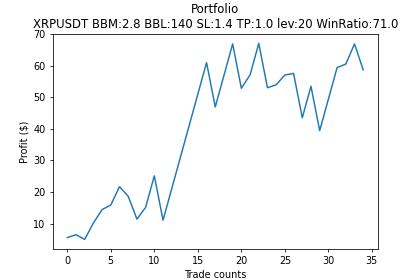 Portfolio
XRPUSDT BBM:2.8 BBL:140 SL:1.4 TP:1.0 lev:20 WinRatio:71.0
70
60
50
40
30
20
10
Profit ($)
0 5 10 15 20 25 30 35
Trade counts